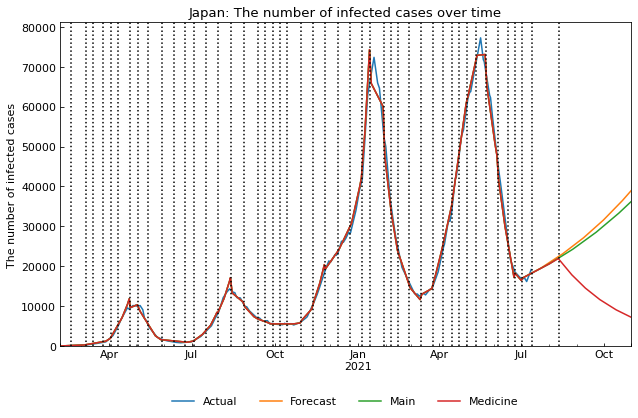 Japan: The number of infected cases over time
The number of infected cases
80000
70000
60000
50000
40000
30000
20000
10000
0
Apr Jul Oct Jan Apr Jul Oct
2021
Actual Forecast Main Medicine